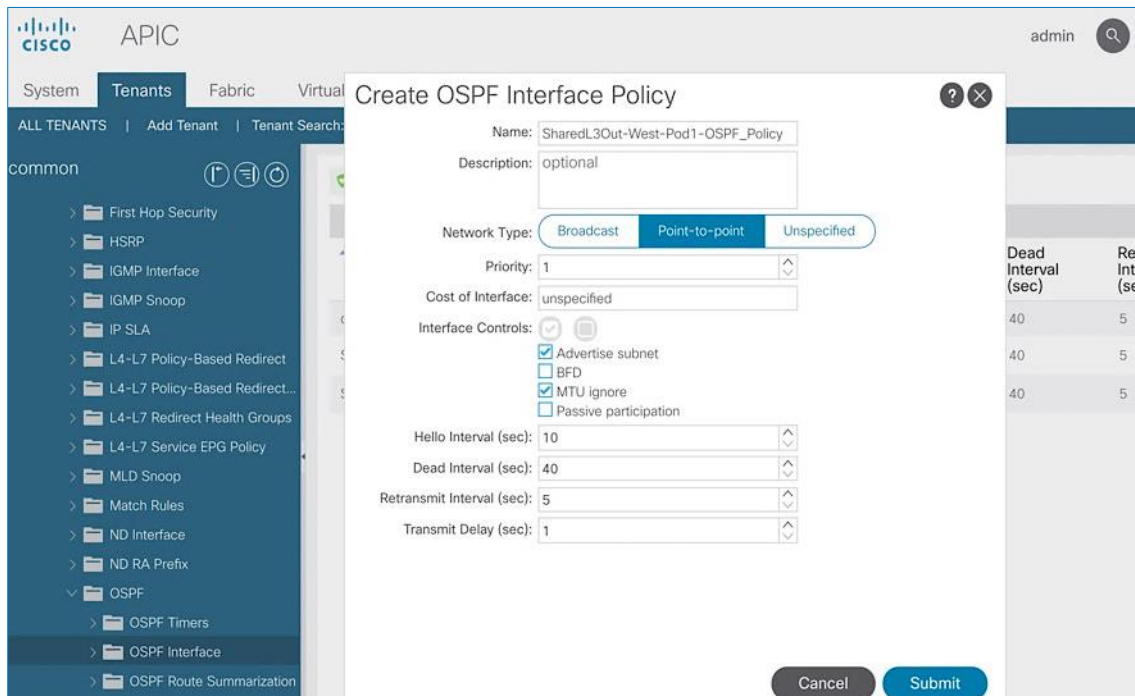 CISCO
APIC
admin
System Tenants Fabric Virtual
ALL TENANTS | Add Tenant | Tenant Search:
common
First Hop Security
HSRP
IGMP Interface
IGMP Snoop
IP SLA
L4-L7 Policy-Based Redirect
L4-L7 Policy-Based Redirect...
L4-L7 Redirect Health Groups
L4-L7 Service EPG Policy
MLD Snoop
Match Rules
ND Interface
ND RA Prefix
OSPF
OSPF Timers
OSPF Interface
OSPF Route Summarization
Create OSPF Interface Policy
?
Name: SharedL3Out-West-Pod1-OSPF_Policy
Description: optional
Network Type: Broadcast Point-to-point Unspecified
Priority: 1
Cost of Interface: unspecified
Interface Controls:
Advertise subnet
BFD
MTU ignore
Passive participation
Hello Interval (sec): 10
Dead Interval (sec): 40
Retransmit Interval (sec): 5
Transmit Delay (sec): 1
Cancel Submit
Dead
Interval
(sec)
Re
Int
(se
40 5
40 5
40 5